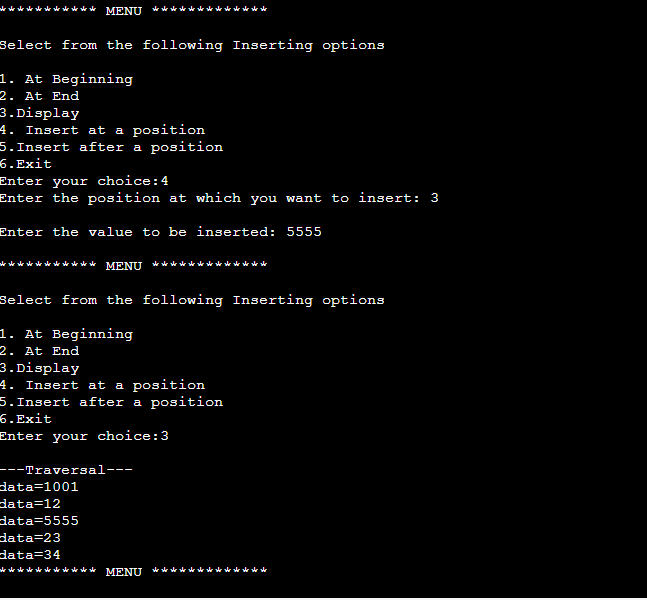 *********** MENU *************
Select from the following Inserting options
1. At Beginning
2. At End
3.Display
4. Insert at a position
5.Insert after a position
6.Exit
Enter your choice:4
Enter the position at which you want to insert: 3
Enter the value to be inserted: 5555
*********** MENU *************
Select from the following Inserting options
1. At Beginning
2. At End
3.Display
4. Insert at a position
5.Insert after a position
6.Exit
Enter your choice:3
---Traversal---
data=1001
data=12
data=5555
data=23
data=34
*********** MENU *************